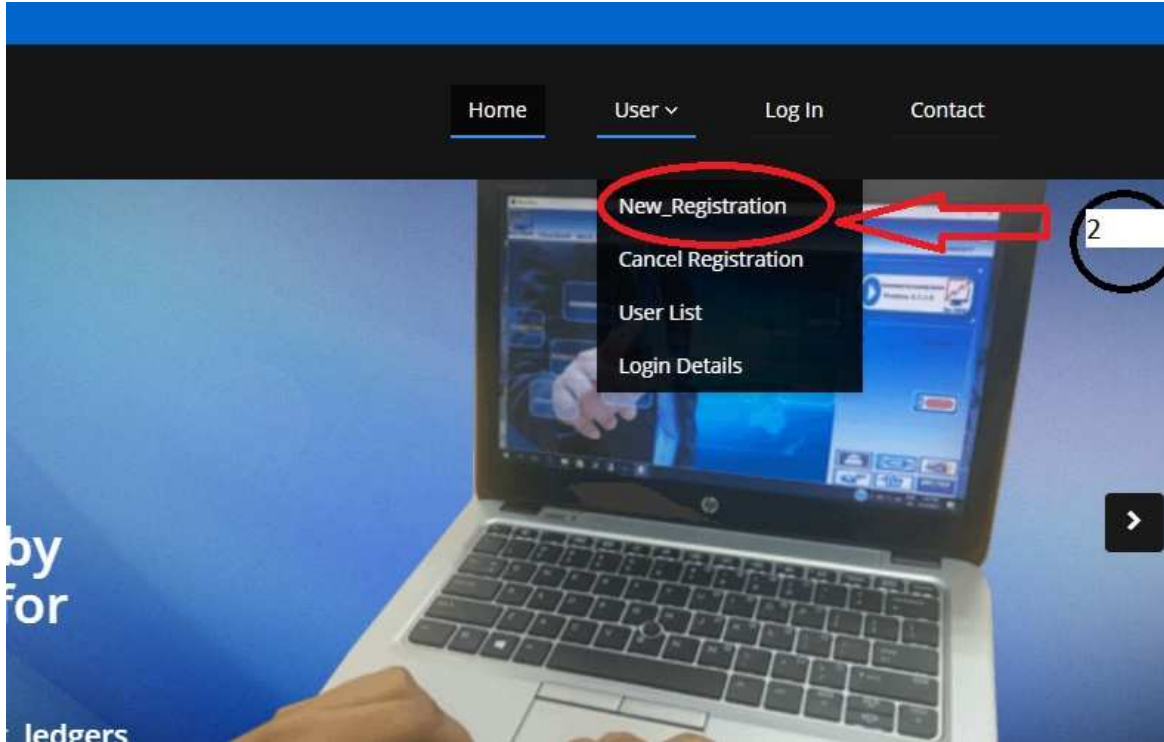 Home User Log In Contact
New_Registration
2
Cancel Registration
User List
Login Details
by
for
ledgers